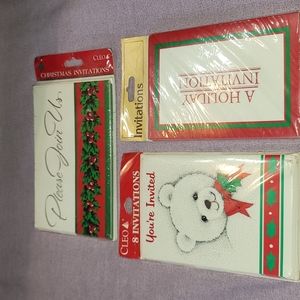 CLEO
CHRISTMAS INVITATIONS
Please Join Us
Invitations
A HOLIDAY
INVITATION
CLEO
8 INVITATIONS
You're Invited